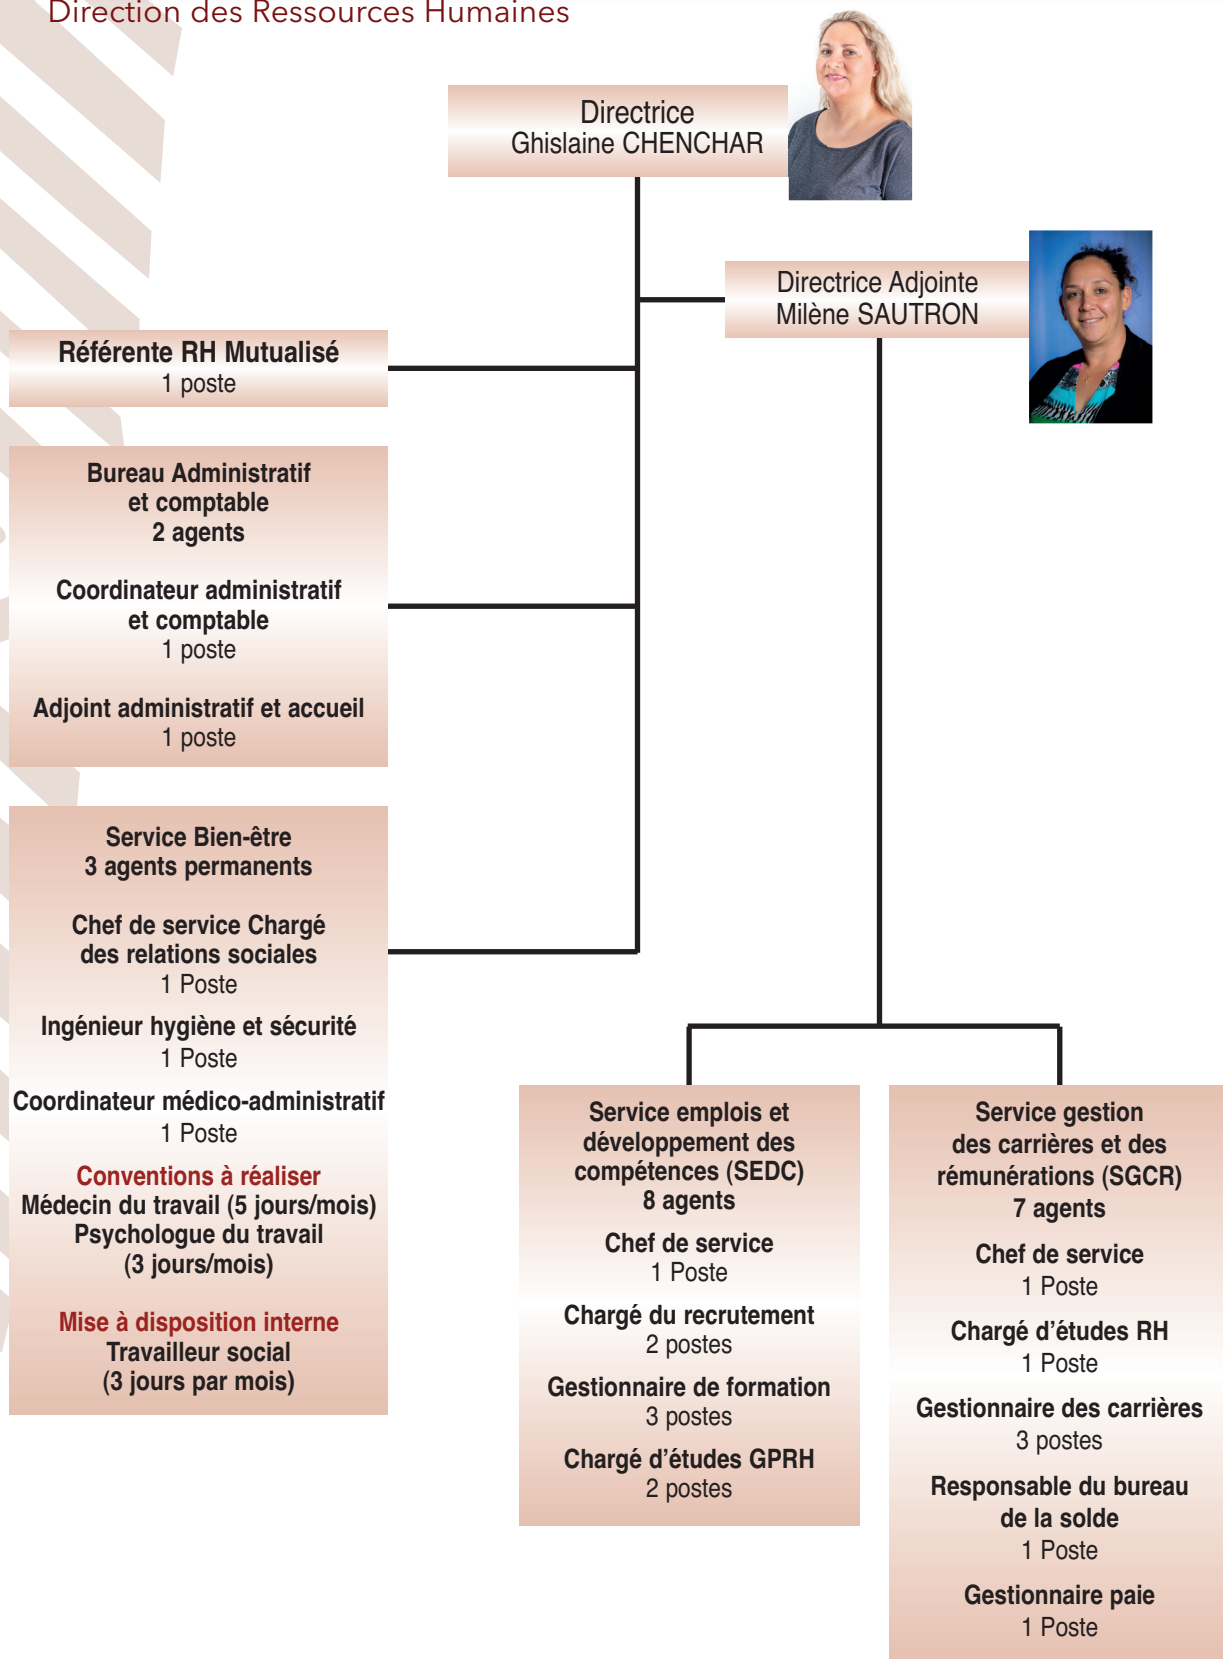 Direction des Ressources Humaines
Directrice
Ghislaine CHENCHAR
Directrice Adjointe
Milène SAUTRON
Référente RH Mutualisé
1 poste
Bureau Administratif
et comptable
2 agents
Coordinateur administratif
et comptable
1 poste
Adjoint administratif et accueil
1 poste
Service Bien-être
3 agents permanents
Chef de service Chargé
des relations sociales
1 Poste
Ingénieur hygiène et sécurité
1 Poste
Coordinateur médico-administratif
1 Poste
Conventions à réaliser
Médecin du travail (5 jours/mois)
Psychologue du travail
(3 jours/mois)
Mise à disposition interne
Travailleur social
(3 jours par mois)
Service emplois et
développement des
compétences (SEDC)
8 agents
Chef de service
1 Poste
Chargé du recrutement
2 postes
Gestionnaire de formation
3 postes
Chargé d’études GPRH
2 postes
Service gestion
des carrières et des
rémunérations (SGCR)
7 agents
Chef de service
1 Poste
Chargé d’études RH
1 Poste
Gestionnaire des carrières
3 postes
Responsable du bureau
de la solde
1 Poste
Gestionnaire paie
1 Poste